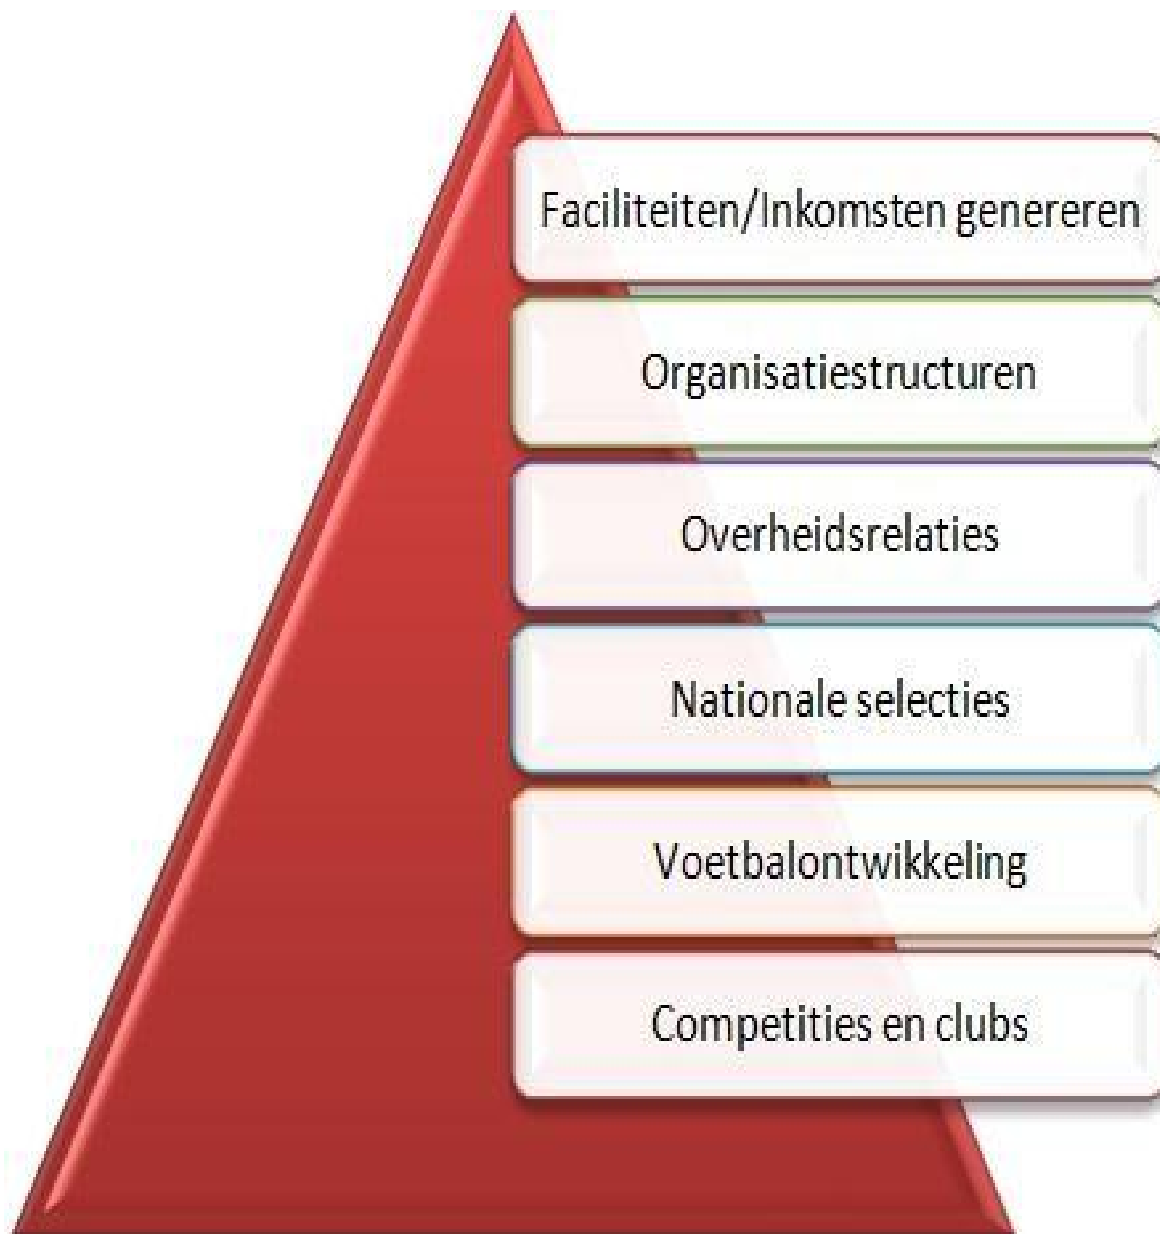 Faciliteiten/Inkomsten genereren
Organisatiestructuren
Overheidsrelaties
Nationale selecties
Voetbalontwikkeling
Competities en clubs